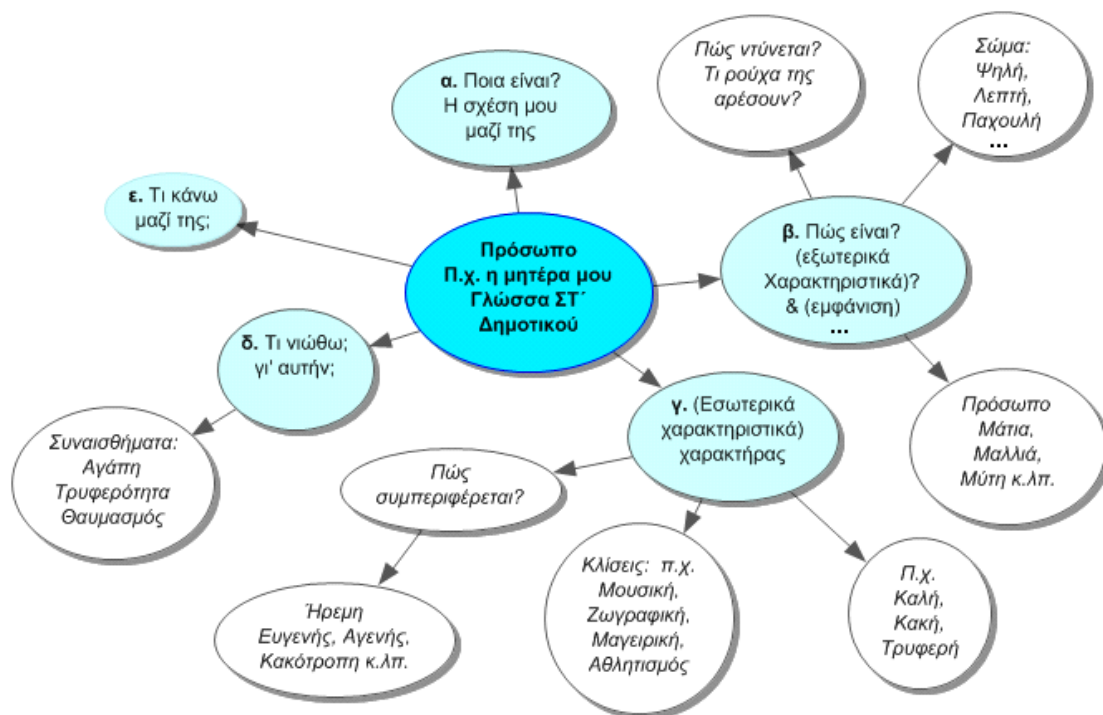 Πρόσωπο
Π.χ. η μητέρα μου
Γλώσσα ΣΤ΄
Δημοτικού
α. Ποια είναι?
Η σχέση μου
μαζί της
β. Πώς είναι?
(εξωτερικά
Χαρακτηριστικά)?
& (εμφάνιση)
...
Πώς ντύνεται?
Τι ρούχα της
αρέσουν?
Σώμα:
Ψηλή,
Λεπτή,
Παχουλή
...
Πρόσωπο
Μάτια,
Μαλλιά,
Μύτη κ.λπ.
γ. (Εσωτερικά
χαρακτηριστικά)
χαρακτήρας
Πώς
συμπεριφέρεται?
Ήρεμη
Ευγενής, Αγενής,
Κακότροπη κ.λπ.
Κλίσεις: π.χ.
Μουσική,
Ζωγραφική,
Μαγειρική,
Αθλητισμός
Π.χ.
Καλή,
Κακή,
Τρυφερή
δ. Τι νιώθω;
γι' αυτήν;
Συναισθήματα:
Αγάπη
Τρυφερότητα
Θαυμασμός
ε. Τι κάνω
μαζί της;